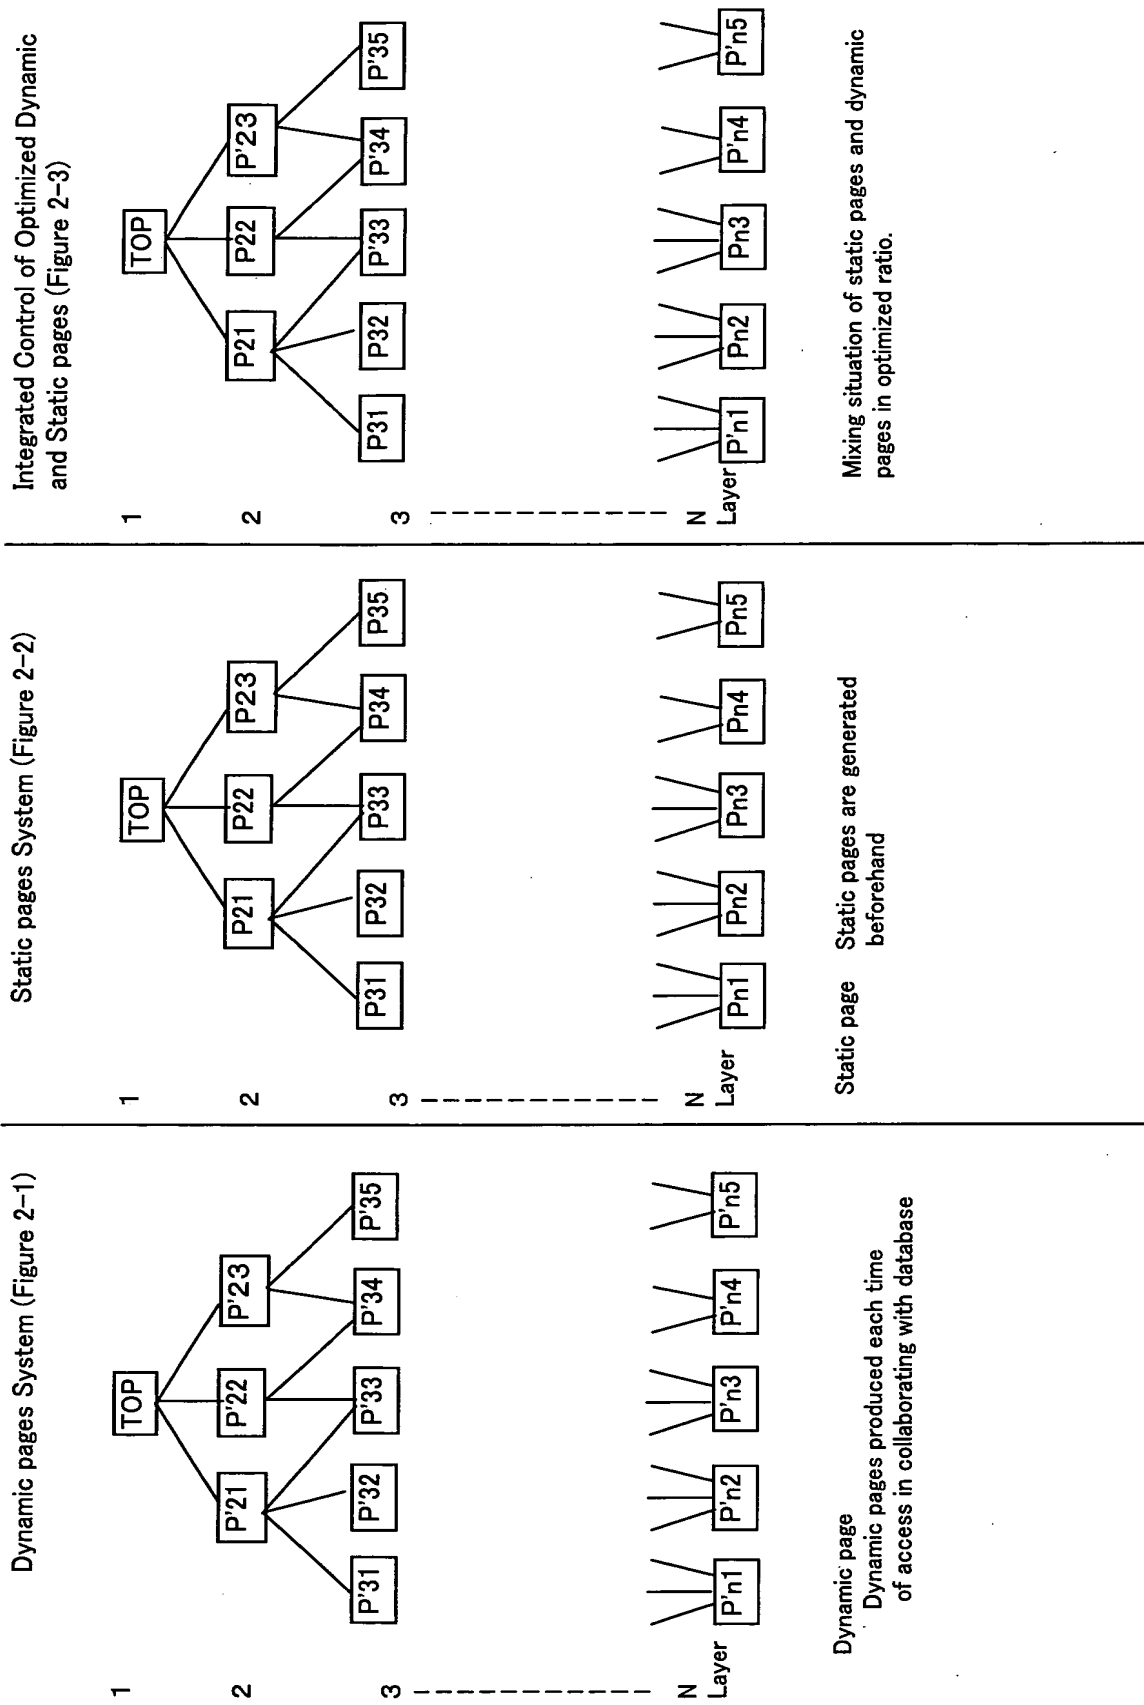 Dynamic pages System (Figure 2-1)
1
TOP
2
P'21
P'22
P'23
3
P'31
P'32
P'33
P'34
P'35
N
Layer
P'n1
P'n2
P'n3
P'n4
P'n5
Dynamic page
Dynamic pages produced each time
of access in collaborating with database
Static pages System (Figure 2-2)
1
TOP
2
P21
P22
P23
3
P31
P32
P33
P34
P35
N
Layer
Pn1
Pn2
Pn3
Pn4
Pn5
Static page
Static pages are generated
beforehand
Integrated Control of Optimized Dynamic
and Static pages (Figure 2-3)
1
TOP
2
P21
P22
P'23
3
P31
P32
P'33
P'34
P'35
N
Layer
P'n1
Pn2
Pn3
P'n4
P'n5
Mixing situation of static pages and dynamic
pages in optimized ratio.